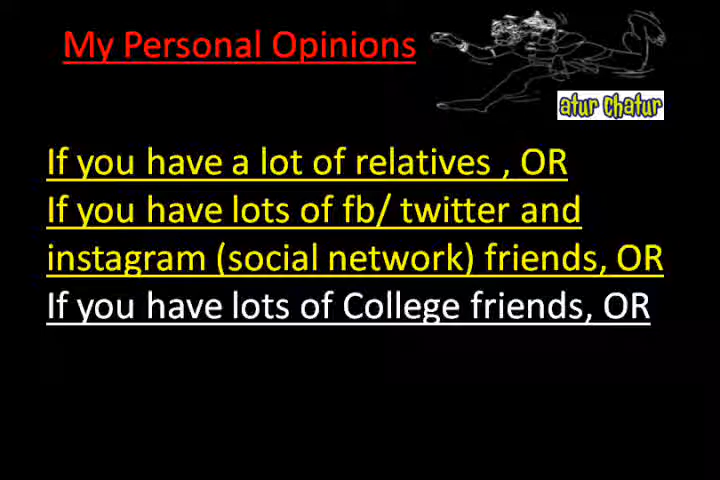 My Personal Opinions
atur chatur
If you have a lot of relatives , OR
If you have lots of fb/ twitter and
instagram (social network) friends, OR
If you have lots of College friends, OR